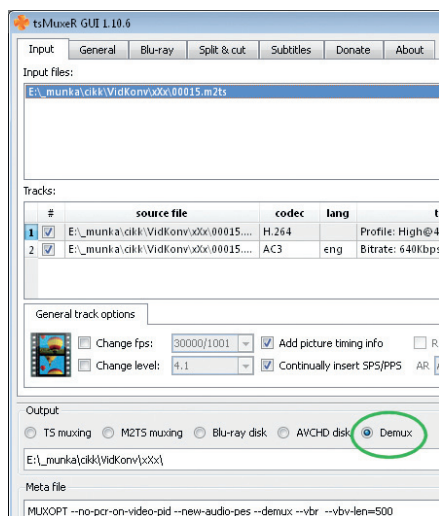 tsMuxeR GUI 1.10.6
Input General Blu-ray Split & cut Subtitles Donate About
Input files:
E:\_munka\cikk\VidKonv\xXx\00015.m2ts
Tracks:
# source file codec lang
1 E:\_munka\cikk\VidKonv\xXx\00015.... H.264 Profile: High@4
2 E:\_munka\cikk\VidKonv\xXx\00015.... AC3 eng Bitrate: 640Kbps
General track options
Change fps: 30000/1001 Add picture timing info R
Change level: 4.1 Continually insert SPS/PPS AR
Output
TS muxing M2TS muxing Blu-ray disk AVCHD disk Demux
E:\_munka\cikk\VidKonv\xXx\
Meta file
MUXOPT --no-pcr-on-video-pid --new-audio-pes --demux --vbr --vbv-len=500